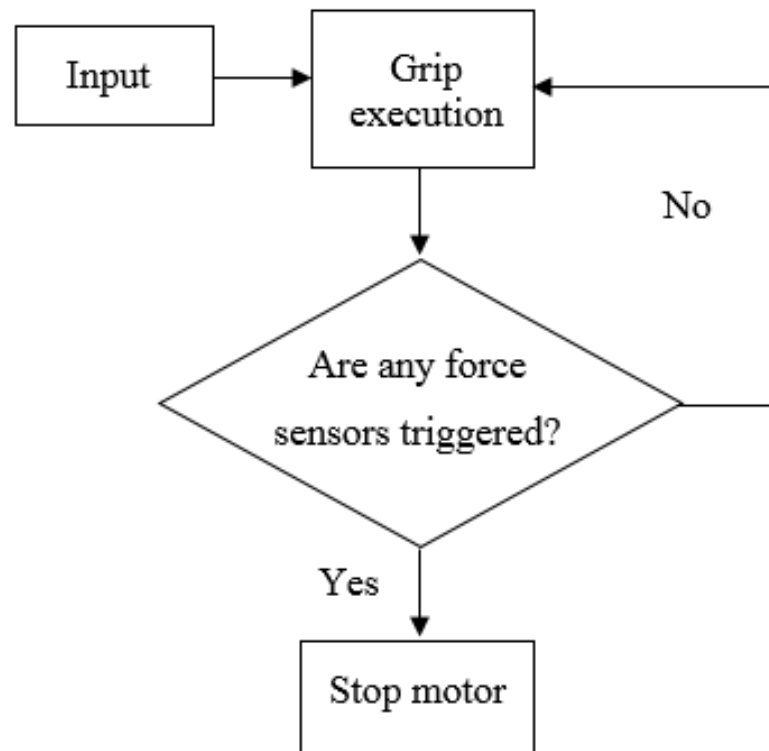 Input
Grip
execution
No
Are any force
sensors triggered?
Yes
Stop motor